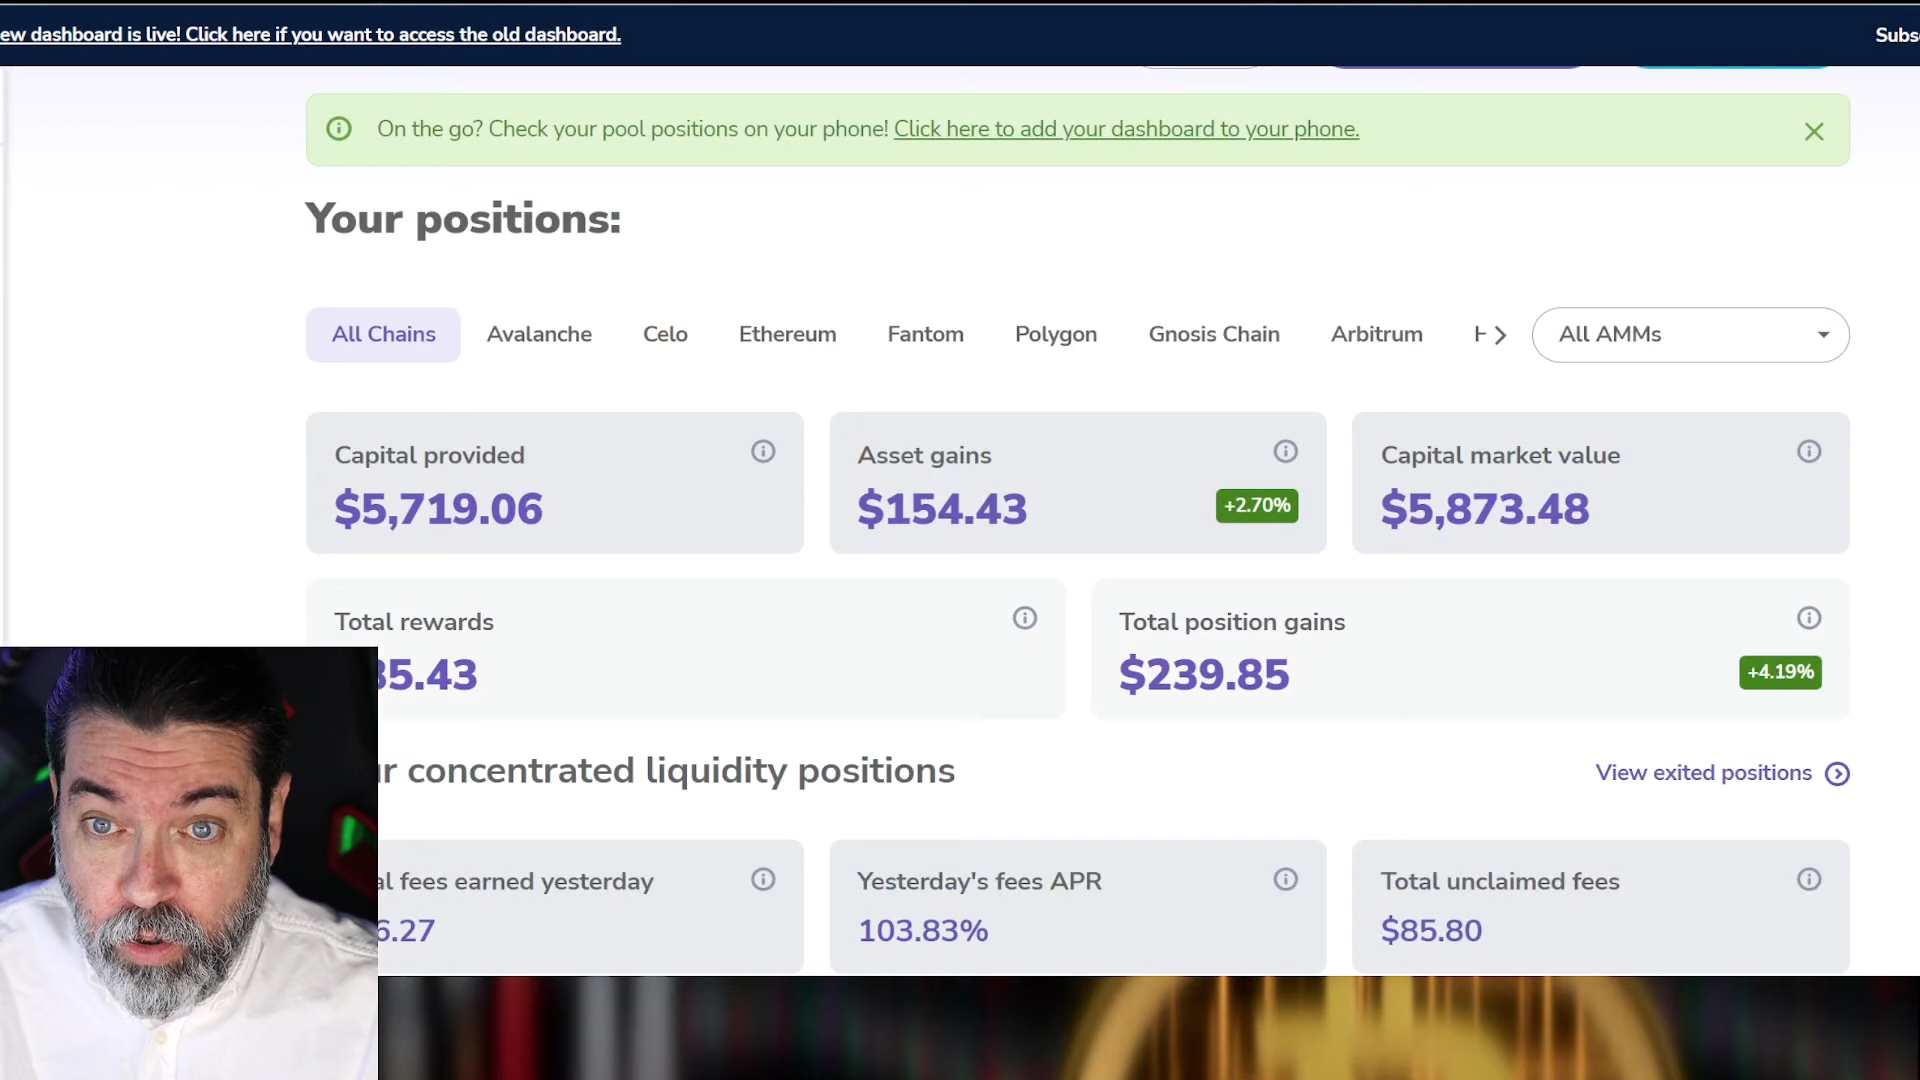 ew dashboard is live! Click here if you want to access the old dashboard.
Subs
On the go? Check your pool positions on your phone! Click here to add your dashboard to your phone.
Your positions:
All Chains
Avalanche
Celo
Ethereum
Fantom
Polygon
Gnosis Chain
Arbitrum
All AMMs
Capital provided
$5,719.06
Asset gains
$154.43
+2.70%
Capital market value
$5,873.48
Total rewards
35.43
Total position gains
$239.85
+4.19%
r concentrated liquidity positions
View exited positions
al fees earned yesterday
6.27
Yesterday's fees APR
103.83%
Total unclaimed fees
$85.80